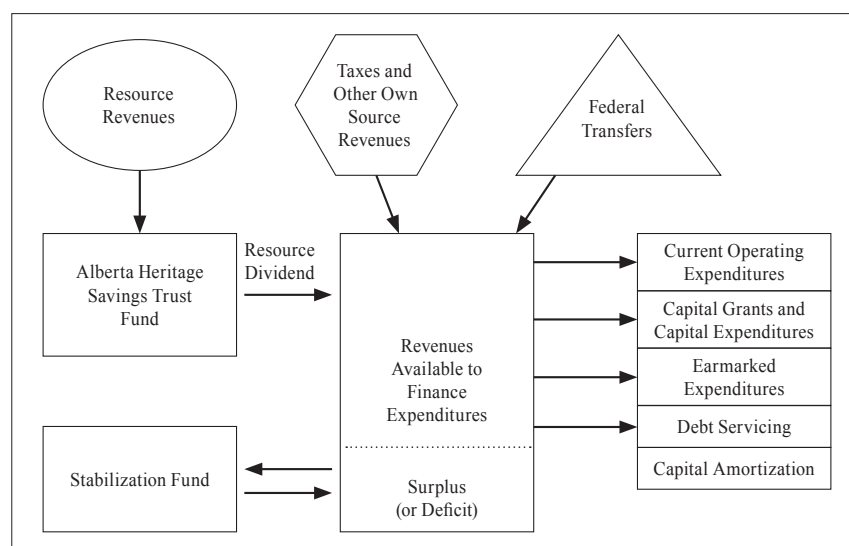 Resource
Revenues
Taxes and
Other Own
Source
Revenues
Federal
Transfers
Alberta Heritage
Savings Trust
Fund
Resource
Dividend
Revenues
Available to
Finance
Expenditures
Current Operating
Expenditures
Capital Grants and
Capital Expenditures
Earmarked
Expenditures
Debt Servicing
Capital Amortization
Stabilization Fund
Surplus
(or Deficit)